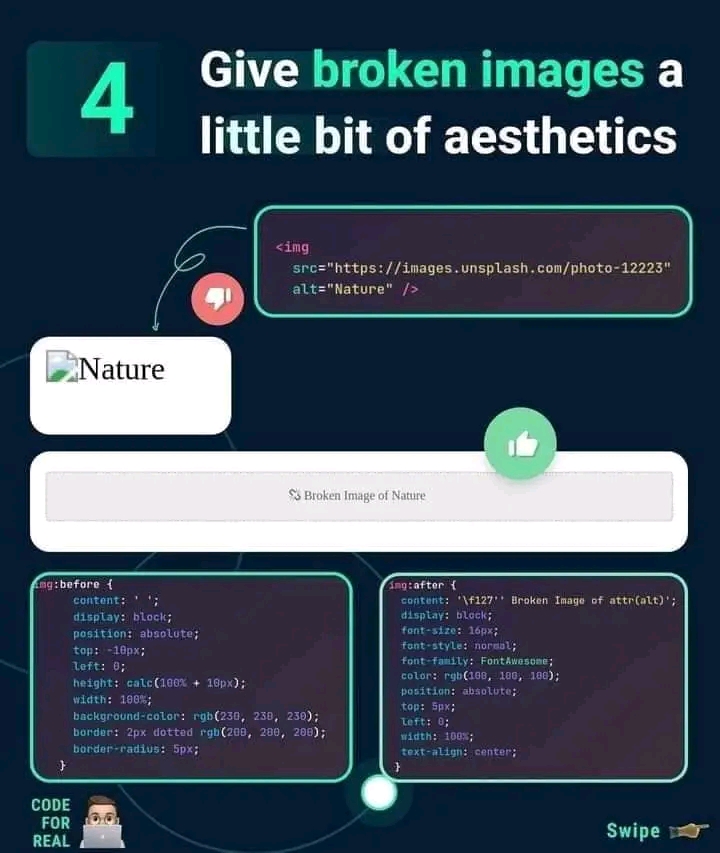 4
Give broken images a
little bit of aesthetics
<img
src="https://images.unsplash.com/photo-12223"
alt="Nature" />
Nature
Broken Image of Nature
img:before {
content: ' ';
display: block;
position: absolute;
top: -10px;
left: 0;
height: calc(100% + 10px);
width: 100%;
background-color: rgb(230, 230, 230);
border: 2px dotted rgb(200, 200, 200);
border-radius: 5px;
}
img:after {
content: '\f127'' Broken Image of attr(alt)';
display: block;
font-size: 16px;
font-style: normal;
font-family: FontAwesome;
color: rgb(100, 100, 100);
position: absolute;
top: 5px;
left: 0;
width: 100%;
text-align: center;
}
CODE
FOR
REAL
Swipe